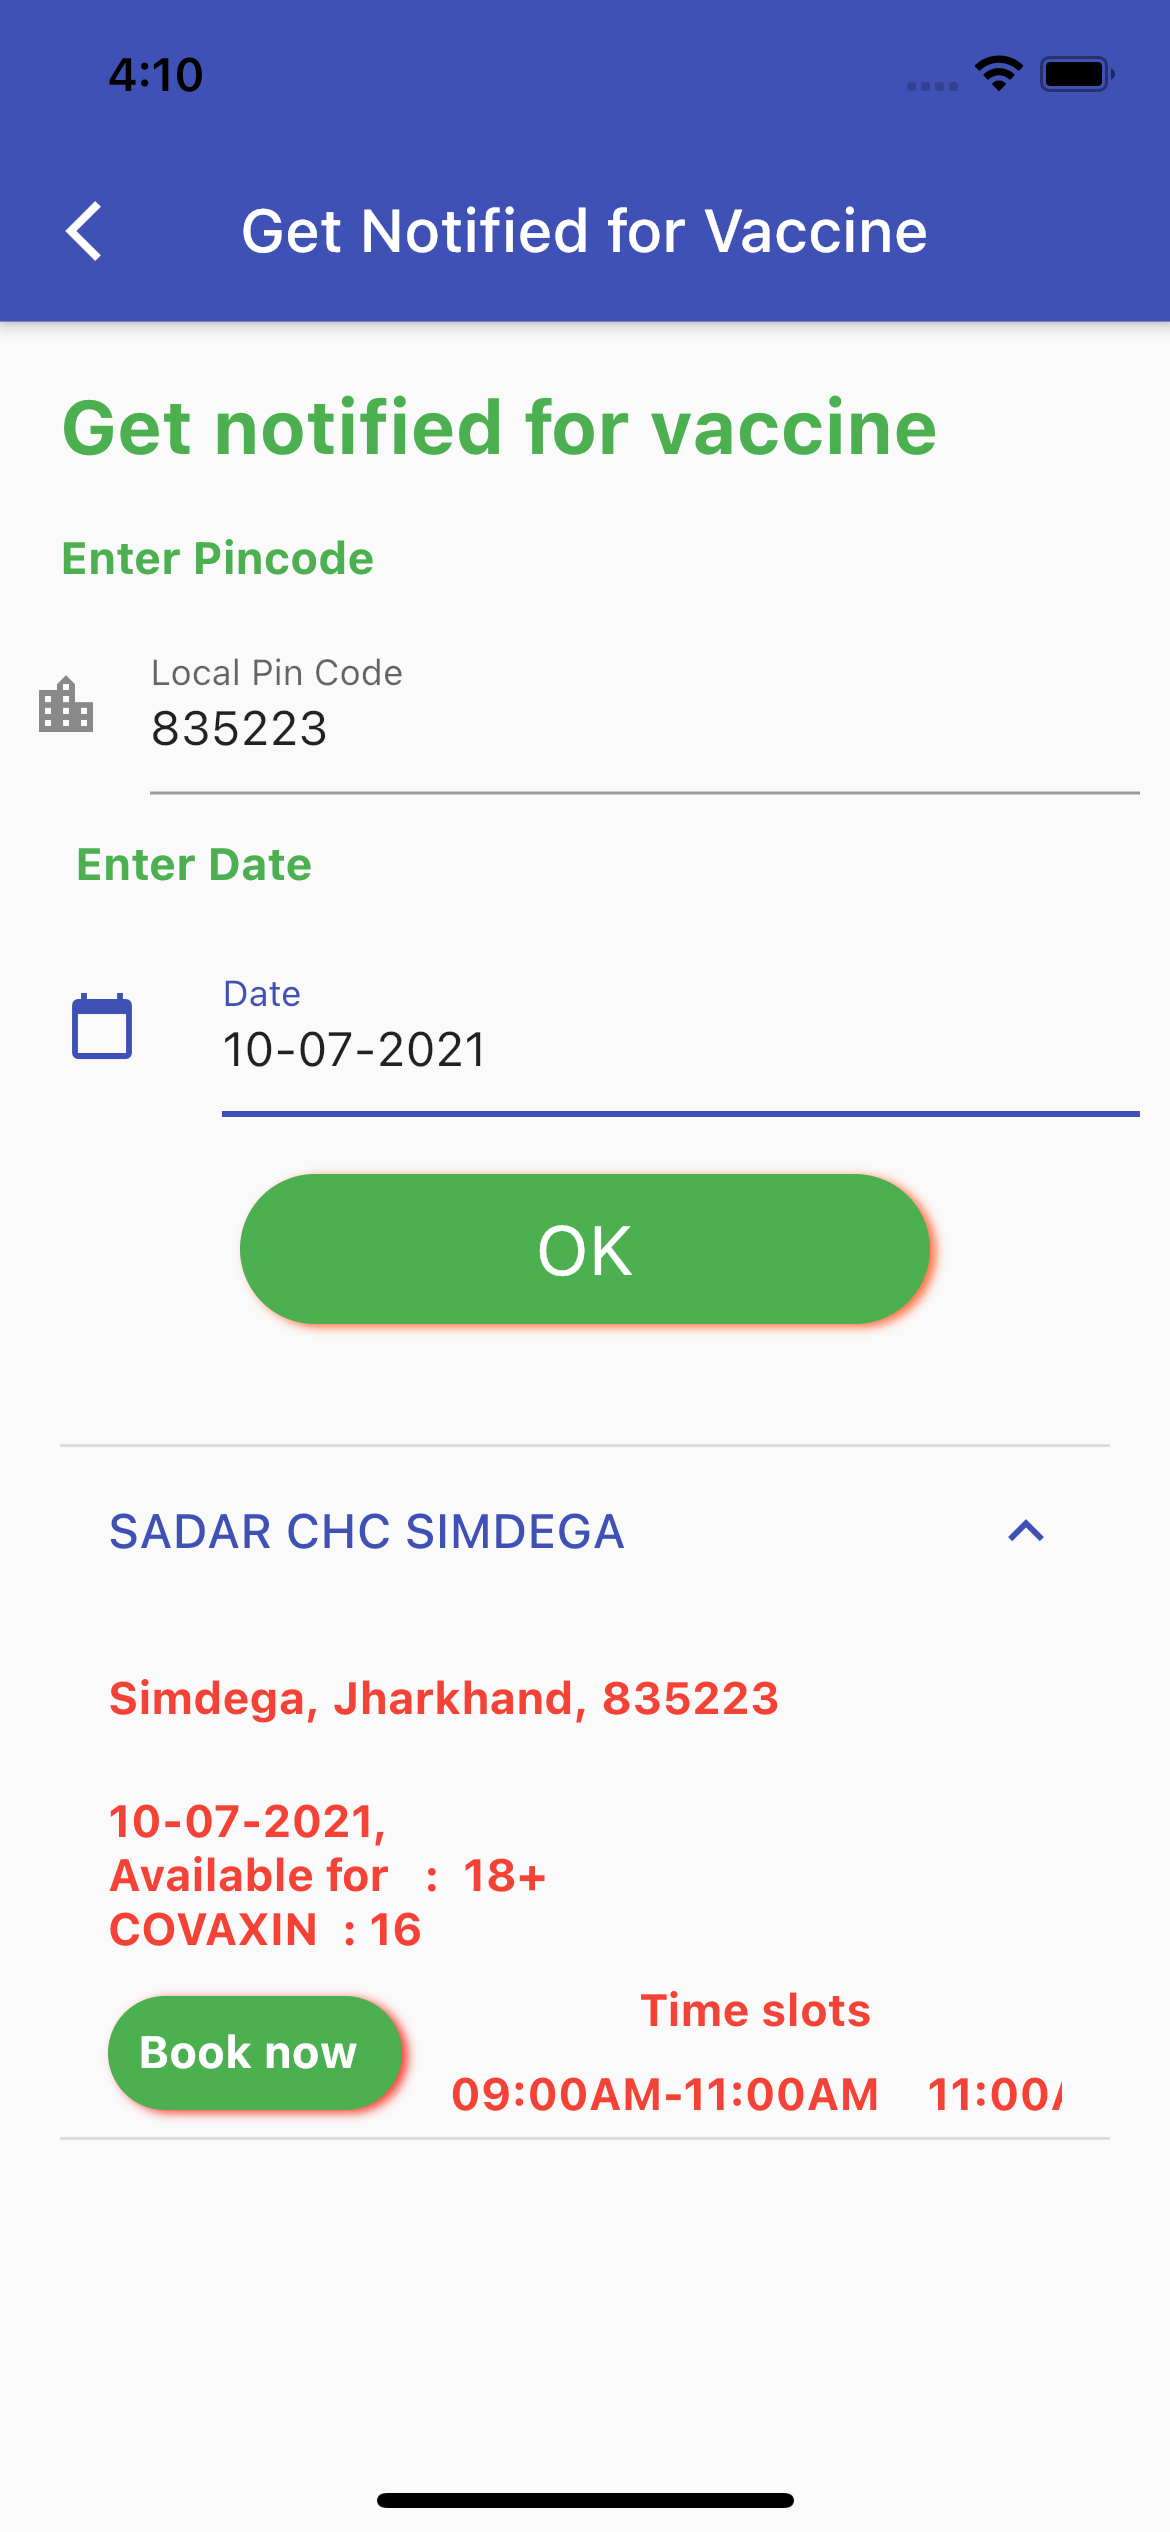 4:10
Get Notified for Vaccine
Get notified for vaccine
Enter Pincode
Local Pin Code
835223
Enter Date
Date
10-07-2021
OK
SADAR CHC SIMDEGA
Simdega, Jharkhand, 835223
10-07-2021,
Available for : 18+
COVAXIN : 16
Time slots
Book now
09:00AM-11:00AM 11:00